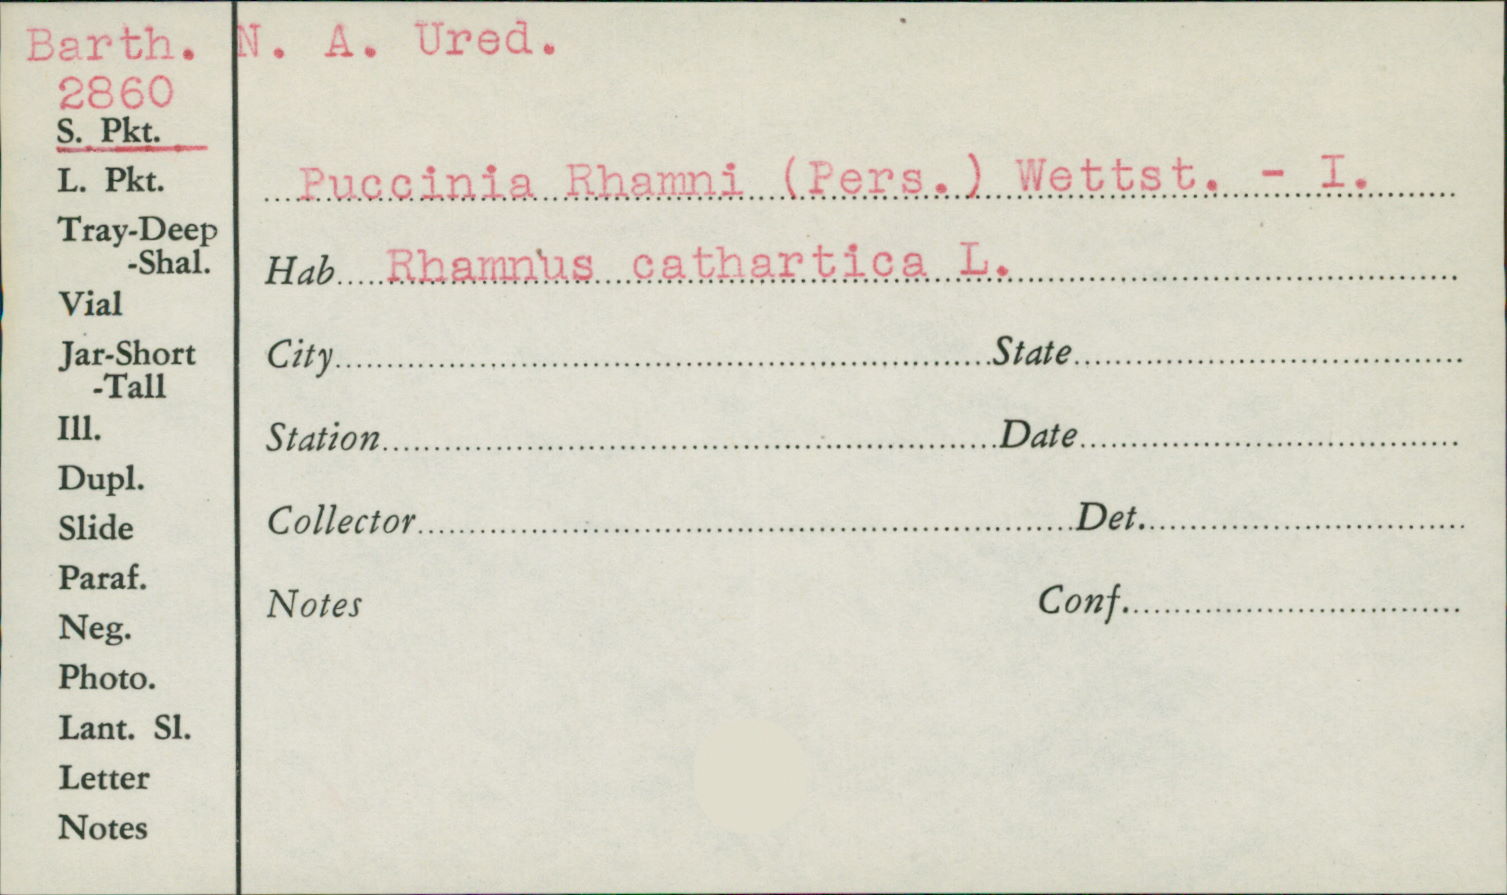 Barth. N. A. Ured.
2860
S. Pkt.
L. Pkt.
Tray-Deep
-Shal.
Vial
Jar-Short
-Tall
Ill.
Dupl.
Slide
Paraf.
Neg.
Photo.
Lant. Sl.
Letter
Notes
Puccinia Rhamni (Pers.) Wettst. - I.
Hab Rhamnus cathartica L.
City State
Station Date
Collector Det.
Notes Conf.